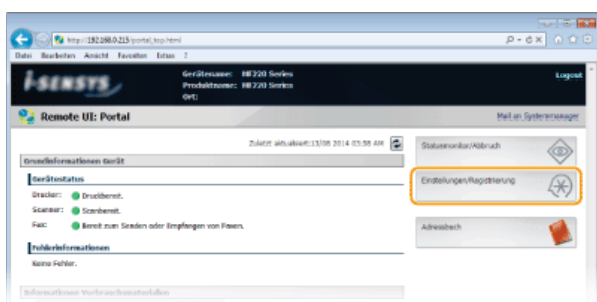 http://192.168.0.215/portal_top.html
Datei Bearbeiten Ansicht Favoriten Extras ?
i-SENSYS
Gerätename: MF220 Series
Produktname: MF220 Series
Ort:
Logout
Remote UI: Portal
Mail an Systemmanager
Zuletzt aktualisiert:13/08 2014 03:58 AM
Grundinformationen Gerät
Gerätestatus
Drucker: Druckbereit.
Scanner: Scanbereit.
Fax: Bereit zum Senden oder Empfangen von Faxen.
Fehlerinformationen
Keine Fehler.
Informationen Verbrauchsmaterialien
Statusmonitor/Abbruch
Einstellungen/Registrierung
Adressbuch